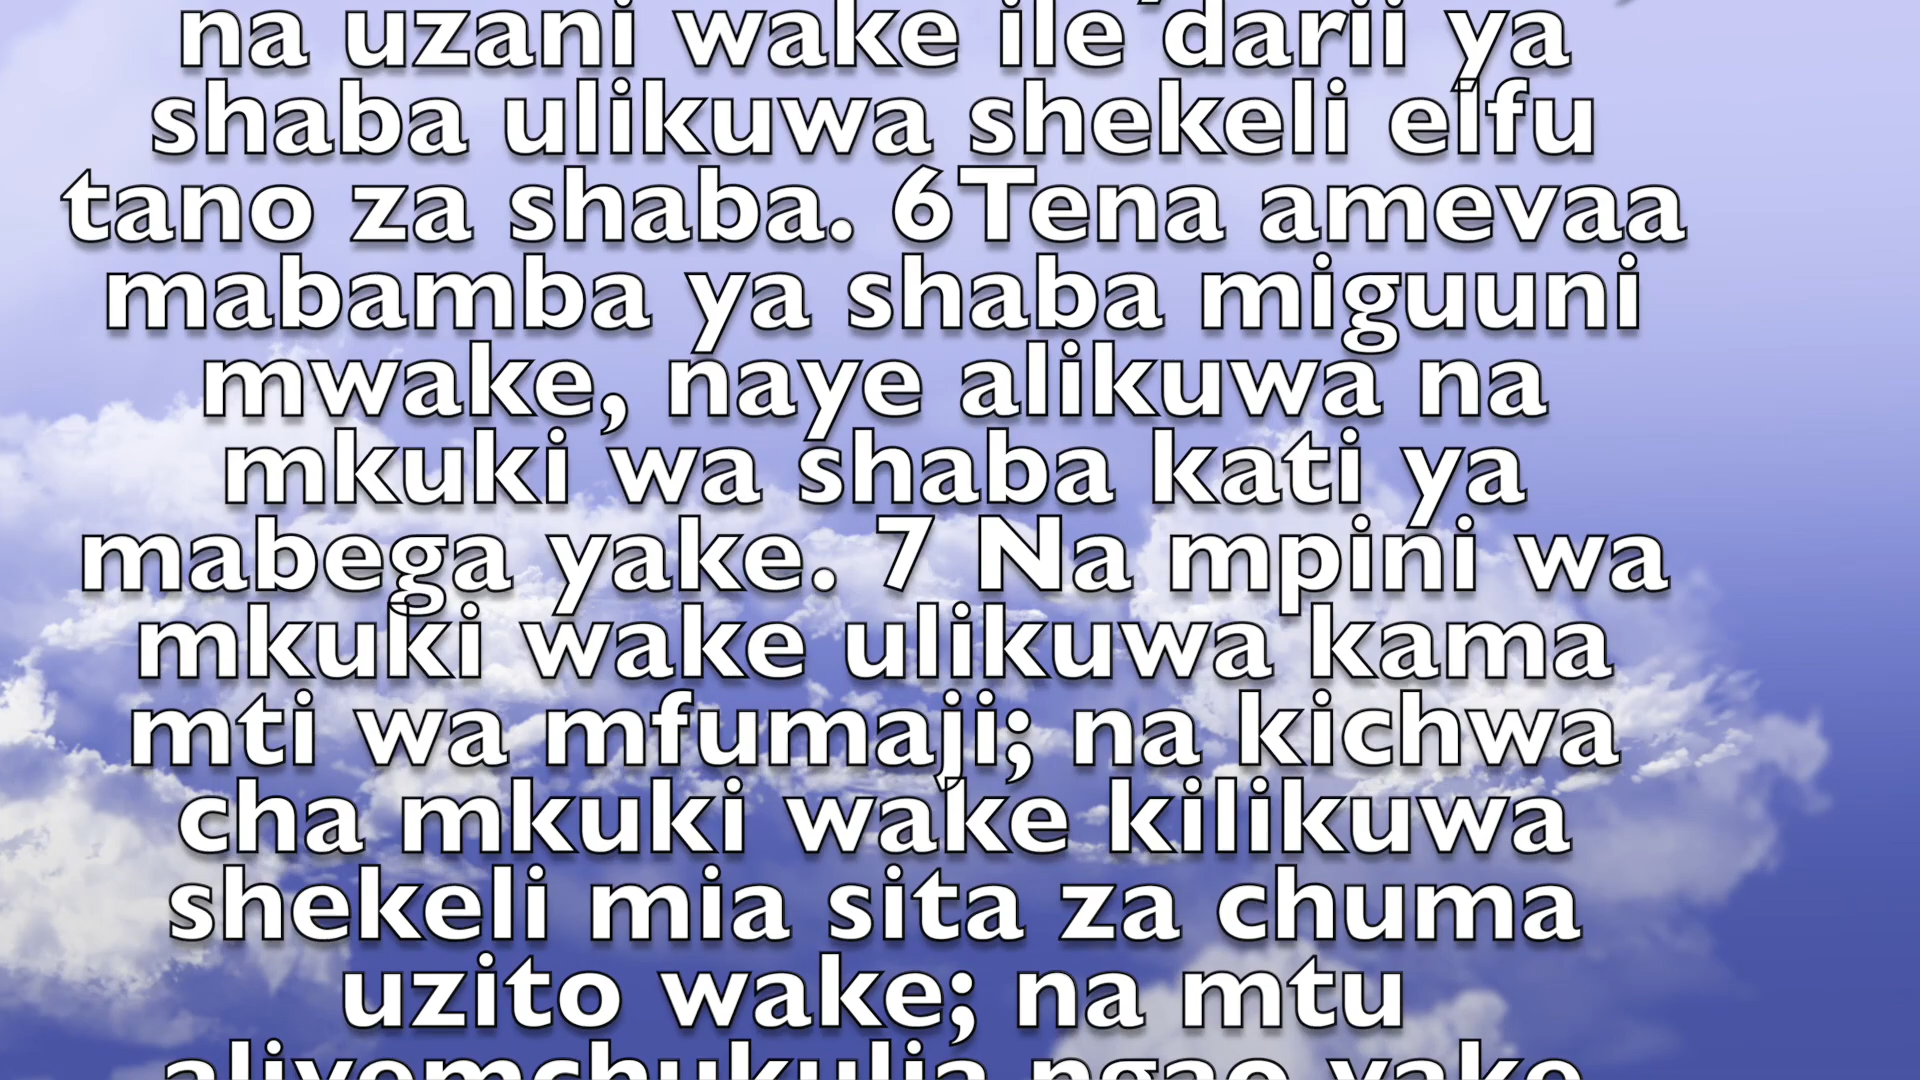 na uzani wake ile darii ya
shaba ulikuwa shekeli elfu
tano za shaba. 6Tena amevaa
mabamba ya shaba miguuni
mwake, naye alikuwa na
mkuki wa shaba kati ya
mabega yake. 7 Na mpini wa
mkuki wake ulikuwa kama
mti wa mfumaji; na kichwa
cha mkuki wake kilikuwa
shekeli mia sita za chuma
uzito wake; na mtu
aliyemchukulia ngao yake